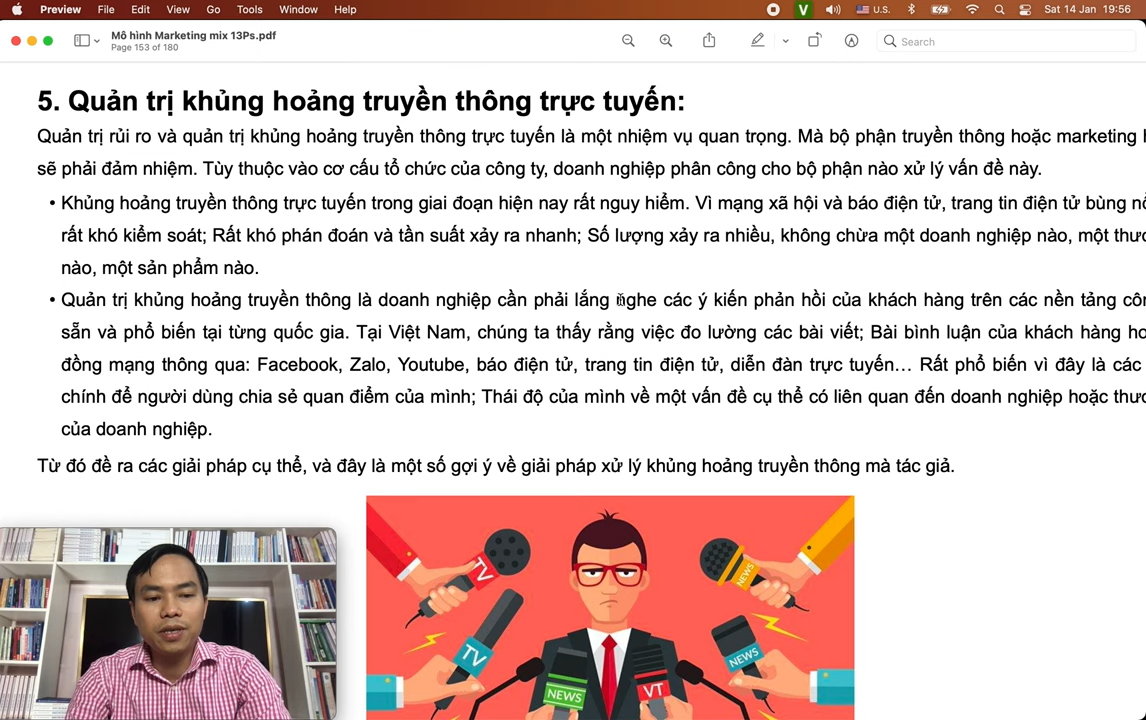 Preview File Edit View Go Tools Window Help V U.S. Sat 14 Jan 19:56
Mô hình Marketing mix 13Ps.pdf
Page 153 of 180
Search
5. Quản trị khủng hoảng truyền thông trực tuyến:
Quản trị rủi ro và quản trị khủng hoảng truyền thông trực tuyến là một nhiệm vụ quan trọng. Mà bộ phận truyền thông hoặc marketing
sẽ phải đảm nhiệm. Tùy thuộc vào cơ cấu tổ chức của công ty, doanh nghiệp phân công cho bộ phận nào xử lý vấn đề này.
• Khủng hoảng truyền thông trực tuyến trong giai đoạn hiện nay rất nguy hiểm. Vì mạng xã hội và báo điện tử, trang tin điện tử bùng
rất khó kiểm soát; Rất khó phán đoán và tần suất xảy ra nhanh; Số lượng xảy ra nhiều, không chừa một doanh nghiệp nào, một
nào, một sản phẩm nào.
• Quản trị khủng hoảng truyền thông là doanh nghiệp cần phải lắng nghe các ý kiến phản hồi của khách hàng trên các nền tảng
sẵn và phổ biến tại từng quốc gia. Tại Việt Nam, chúng ta thấy rằng việc đo lường các bài viết; Bài bình luận của khách hàng
đồng mạng thông qua: Facebook, Zalo, Youtube, báo điện tử, trang tin điện tử, diễn đàn trực tuyến… Rất phổ biến vì đây là các
chính để người dùng chia sẻ quan điểm của mình; Thái độ của mình về một vấn đề cụ thể có liên quan đến doanh nghiệp hoặc
của doanh nghiệp.
Từ đó đề ra các giải pháp cụ thể, và đây là một số gợi ý về giải pháp xử lý khủng hoảng truyền thông mà tác giả.
TV
NEWS
TV
NEWS
NEWS
VT